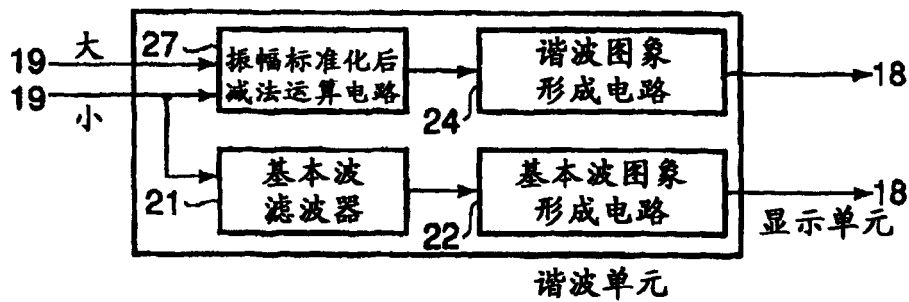 大
19
27
振幅标准化后
减法运算电路
谐波图象
形成电路
18
19
小
24
基本波
滤波器
基本波图象
形成电路
21
22
18
显示单元
谐波单元